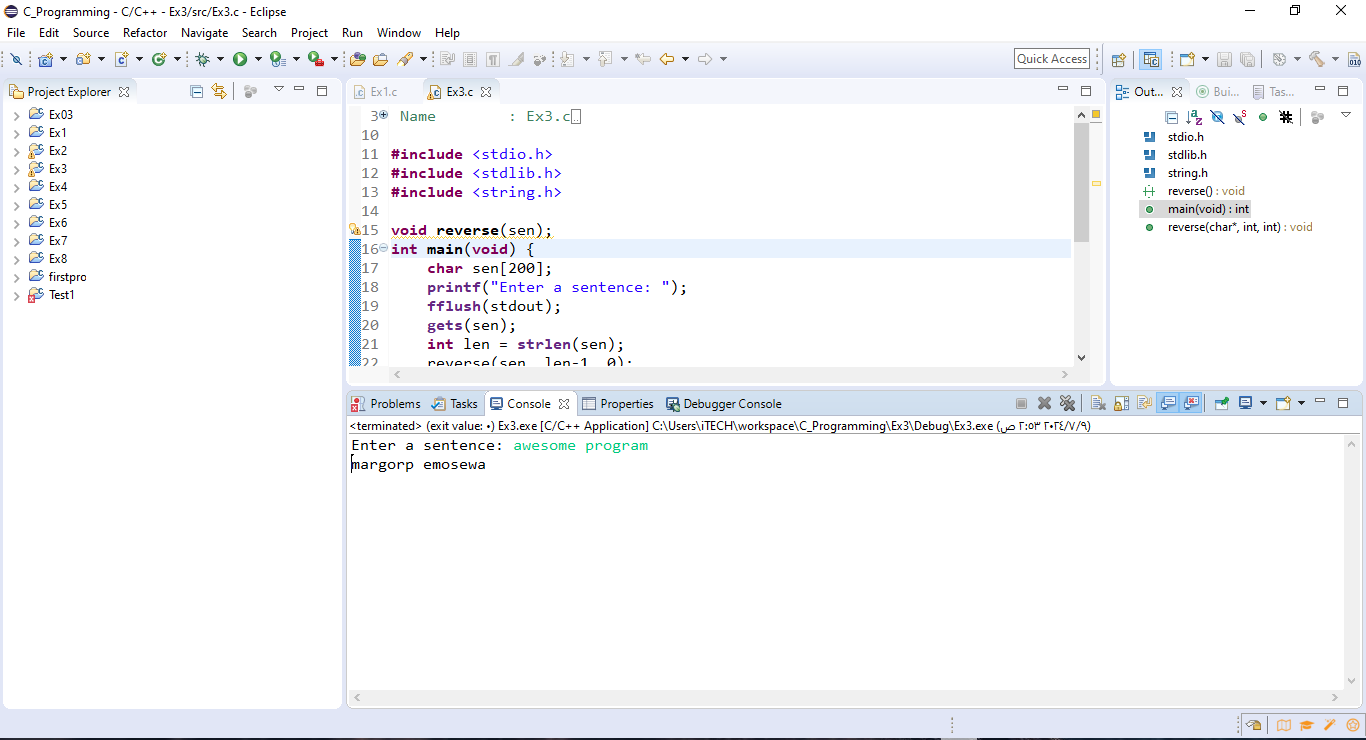 C_Programming - C/C++ - Ex3/src/Ex3.c - Eclipse
File Edit Source Refactor Navigate Search Project Run Window Help
Quick Access
Project Explorer
Ex03
Ex1
Ex2
Ex3
Ex4
Ex5
Ex6
Ex7
Ex8
firstpro
Test1
Ex1.c Ex3.c
3 Name : Ex3.c
10
11 #include <stdio.h>
12 #include <stdlib.h>
13 #include <string.h>
14
15 void reverse(sen);
16 int main(void) {
17 char sen[200];
18 printf("Enter a sentence: ");
19 fflush(stdout);
20 gets(sen);
21 int len = strlen(sen);
22 reverse(sen, len-1, 0);
Out... Bui... Tas...
stdio.h
stdlib.h
string.h
reverse() : void
main(void) : int
reverse(char*, int, int) : void
Problems Tasks Console Properties Debugger Console
<terminated> (exit value: ٠) Ex3.exe [C/C++ Application] C:\Users\iTECH\workspace\C_Programming\Ex3\Debug\Ex3.exe (٢٠٢٤/٧/٩ ٢:٥٣ ص)
Enter a sentence: awesome program
margorp emosewa